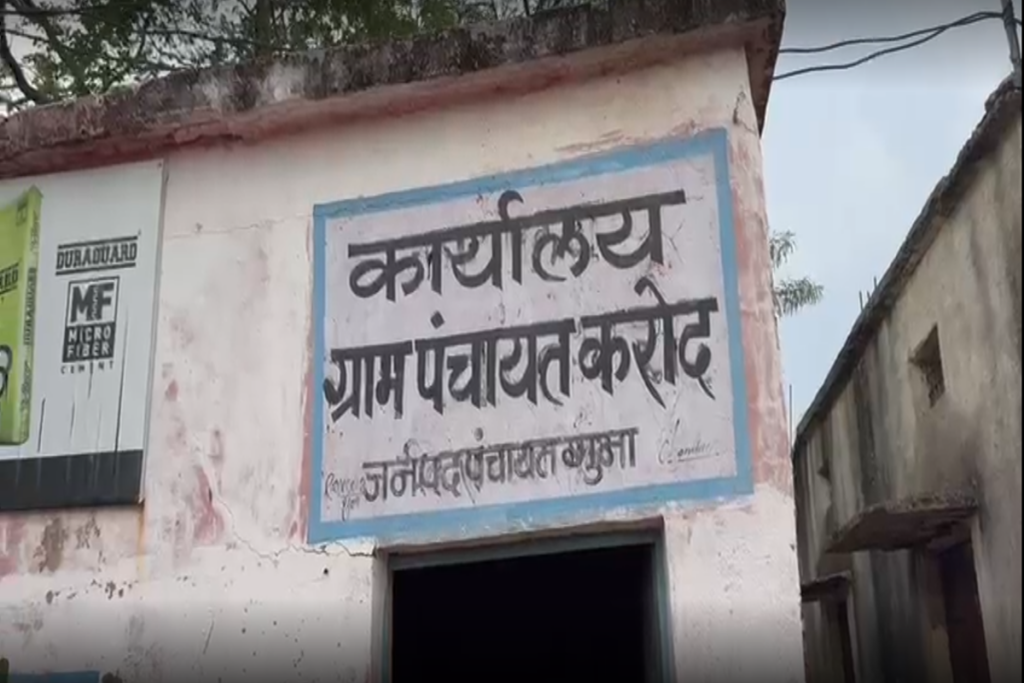 DURAGUARD
MF
MICRO
FIBER
CEMENT
कार्यालय
ग्राम पंचायत करोद
जनपद पंचायत गुना